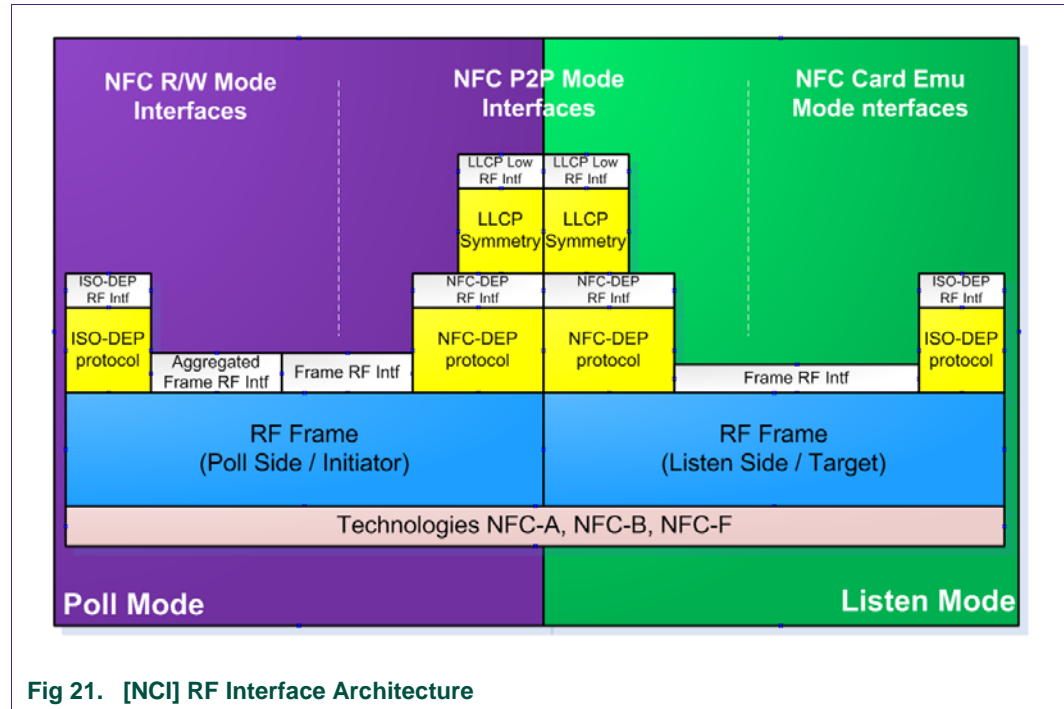 NFC R/W Mode
Interfaces
NFC P2P Mode
Interfaces
NFC Card Emu
Mode nterfaces
LLCP Low
RF Intf
LLCP Low
RF Intf
LLCP
Symmetry
LLCP
Symmetry
ISO-DEP
RF Intf
NFC-DEP
RF Intf
NFC-DEP
RF Intf
ISO-DEP
RF Intf
ISO-DEP
protocol
Aggregated
Frame RF Intf
Frame RF Intf
NFC-DEP
protocol
NFC-DEP
protocol
Frame RF Intf
ISO-DEP
protocol
RF Frame
(Poll Side / Initiator)
RF Frame
(Listen Side / Target)
Technologies NFC-A, NFC-B, NFC-F
Poll Mode
Listen Mode
Fig 21. [NCI] RF Interface Architecture